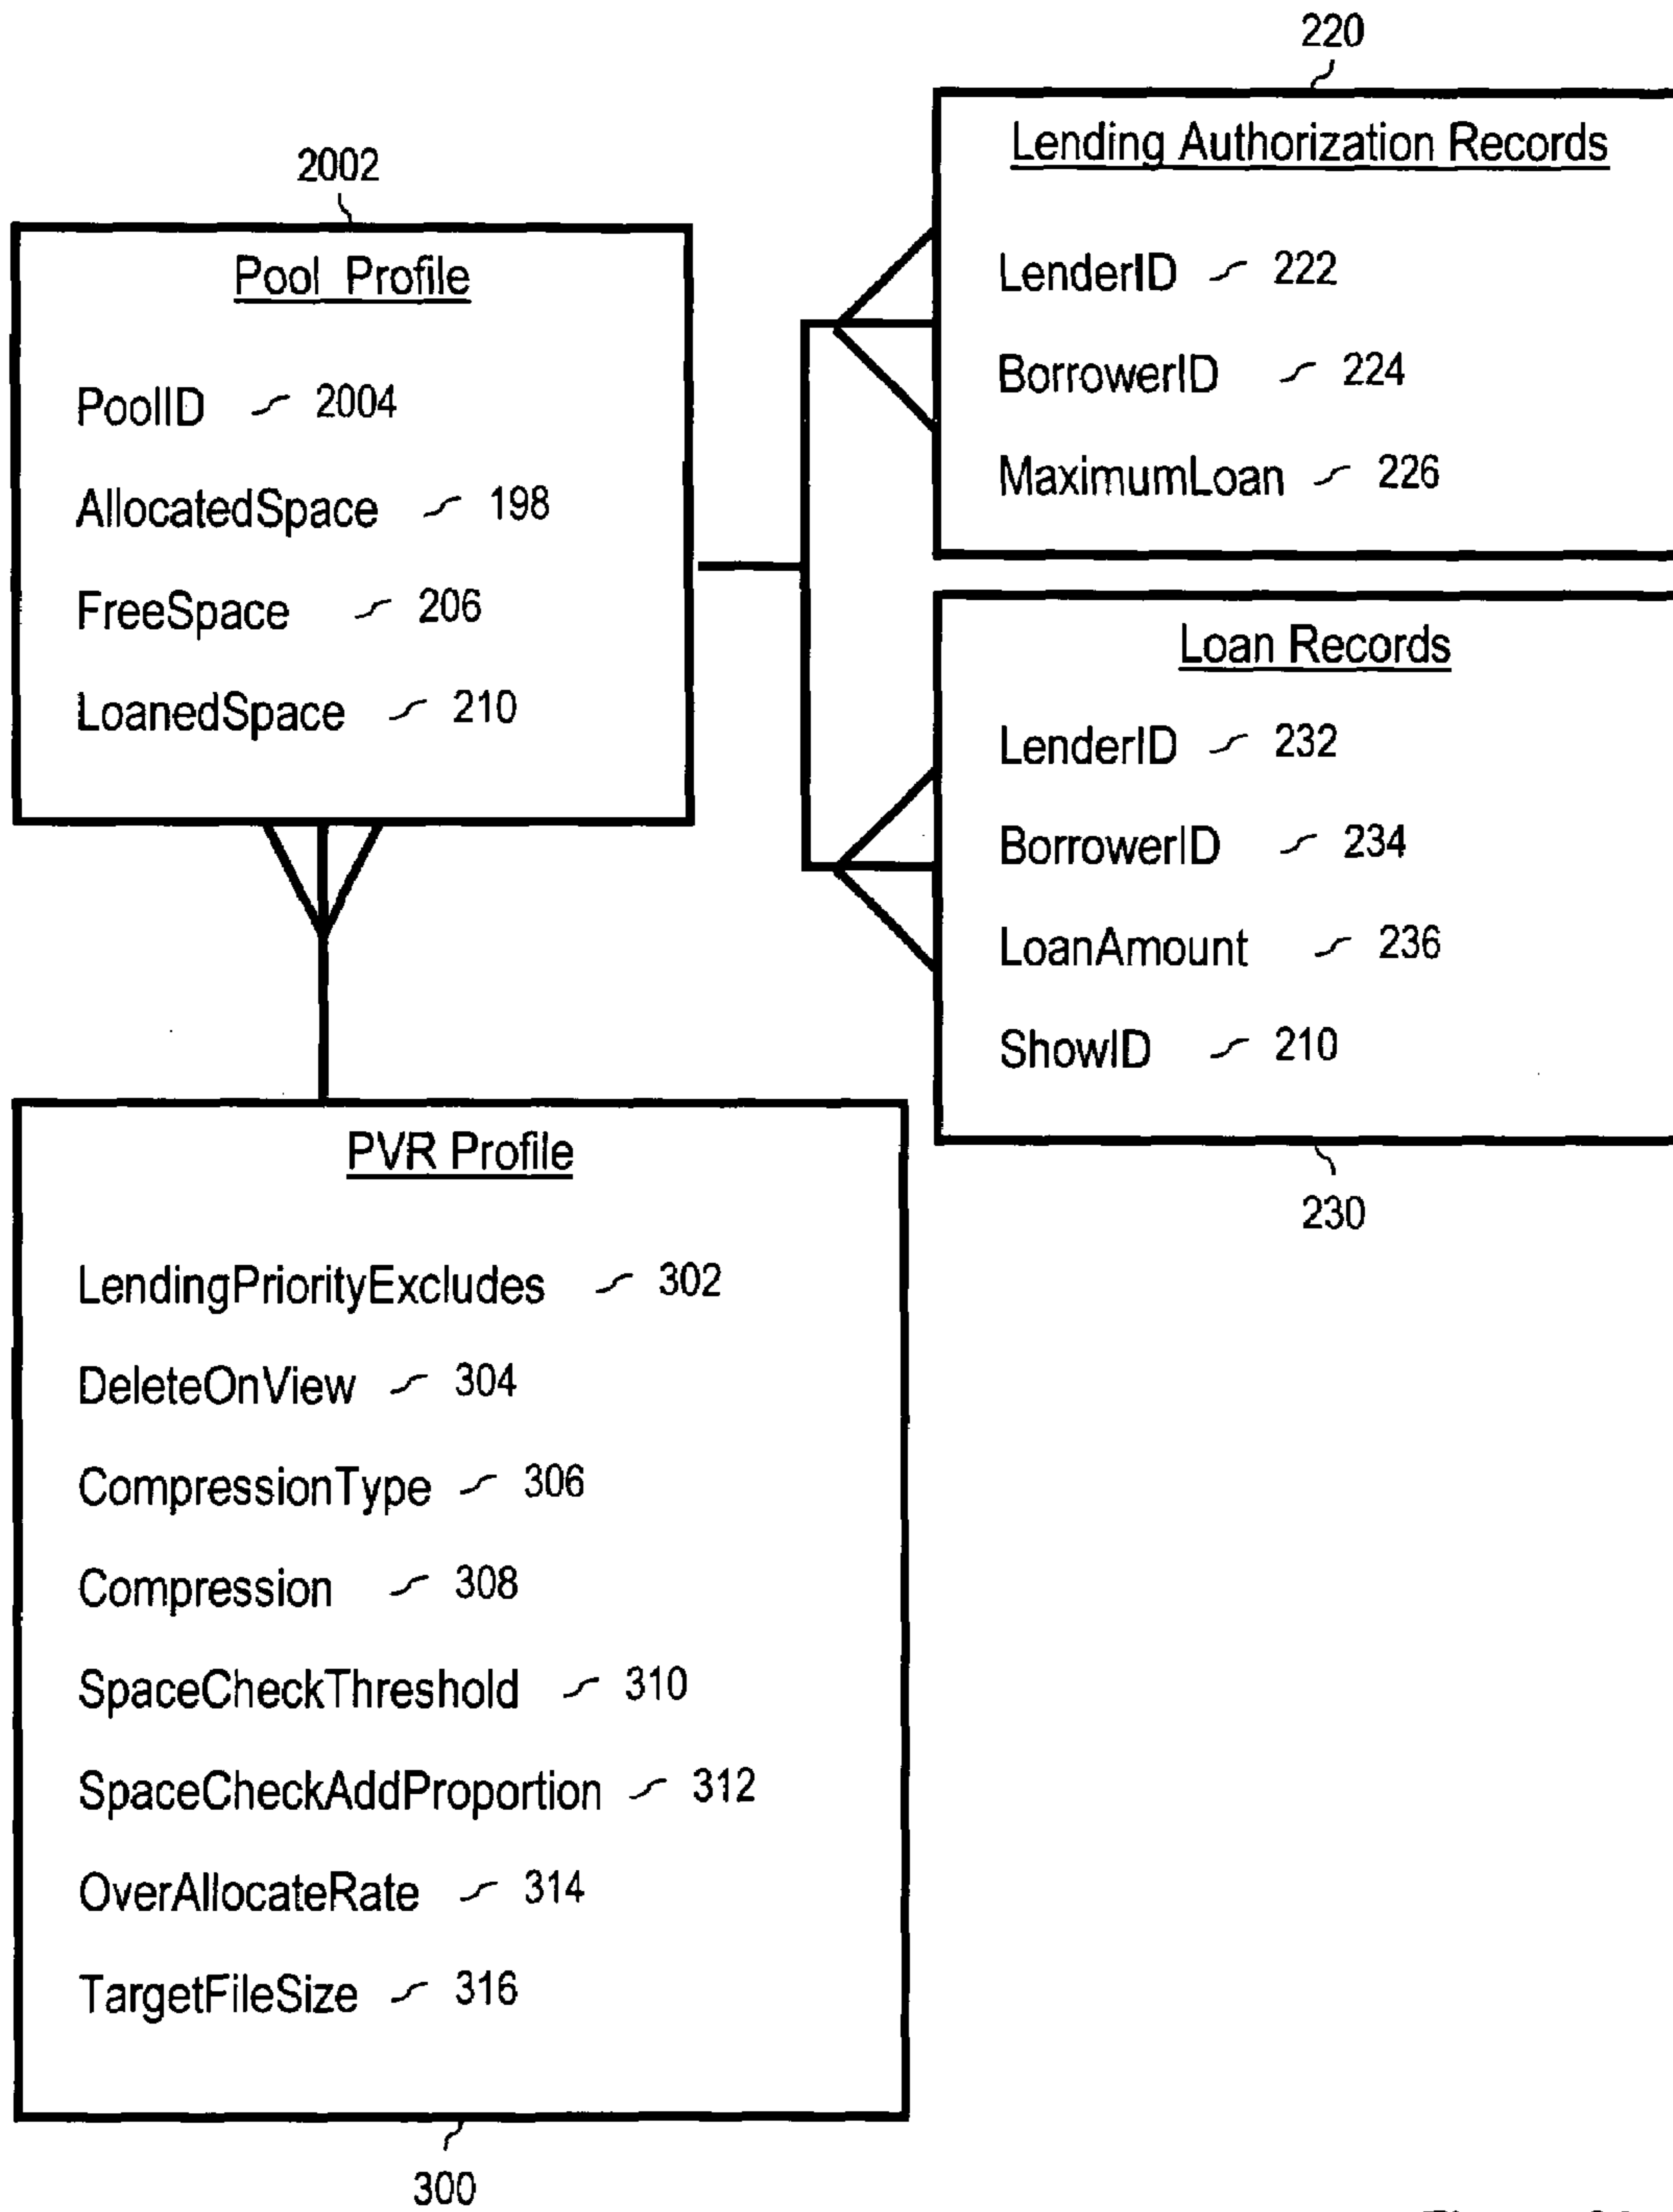 2002
Pool Profile
PoolID 2004
AllocatedSpace 198
FreeSpace 206
LoanedSpace 210
220
Lending Authorization Records
LenderID 222
BorrowerID 224
MaximumLoan 226
Loan Records
LenderID 232
BorrowerID 234
LoanAmount 236
ShowID 210
230
PVR Profile
LendingPriorityExcludes 302
DeleteOnView 304
CompressionType 306
Compression 308
SpaceCheckThreshold 310
SpaceCheckAddProportion 312
OverAllocateRate 314
TargetFileSize 316
300